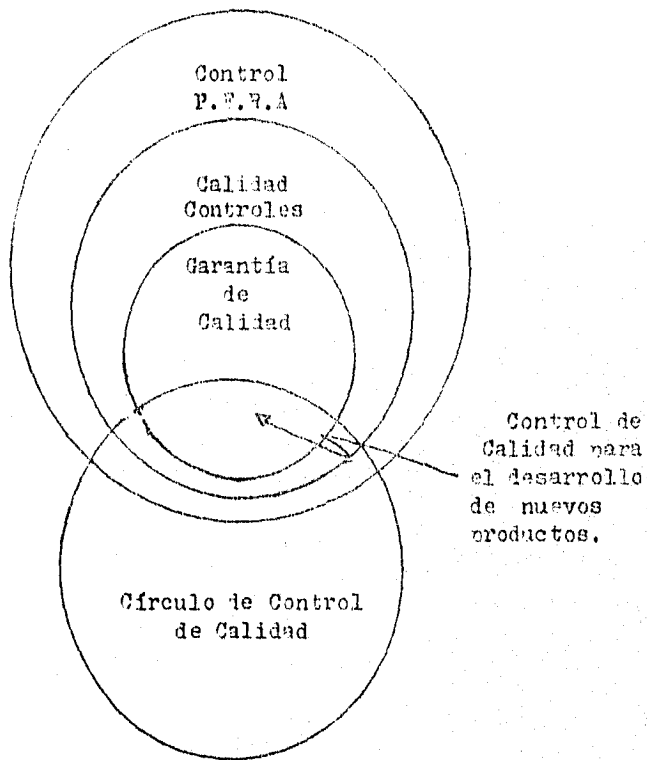 Control
P.E.R.A
Calidad
Controles
Garantía
de
Calidad
Control de
Calidad para
el desarrollo
de nuevos
productos.
Círculo de Control
de Calidad